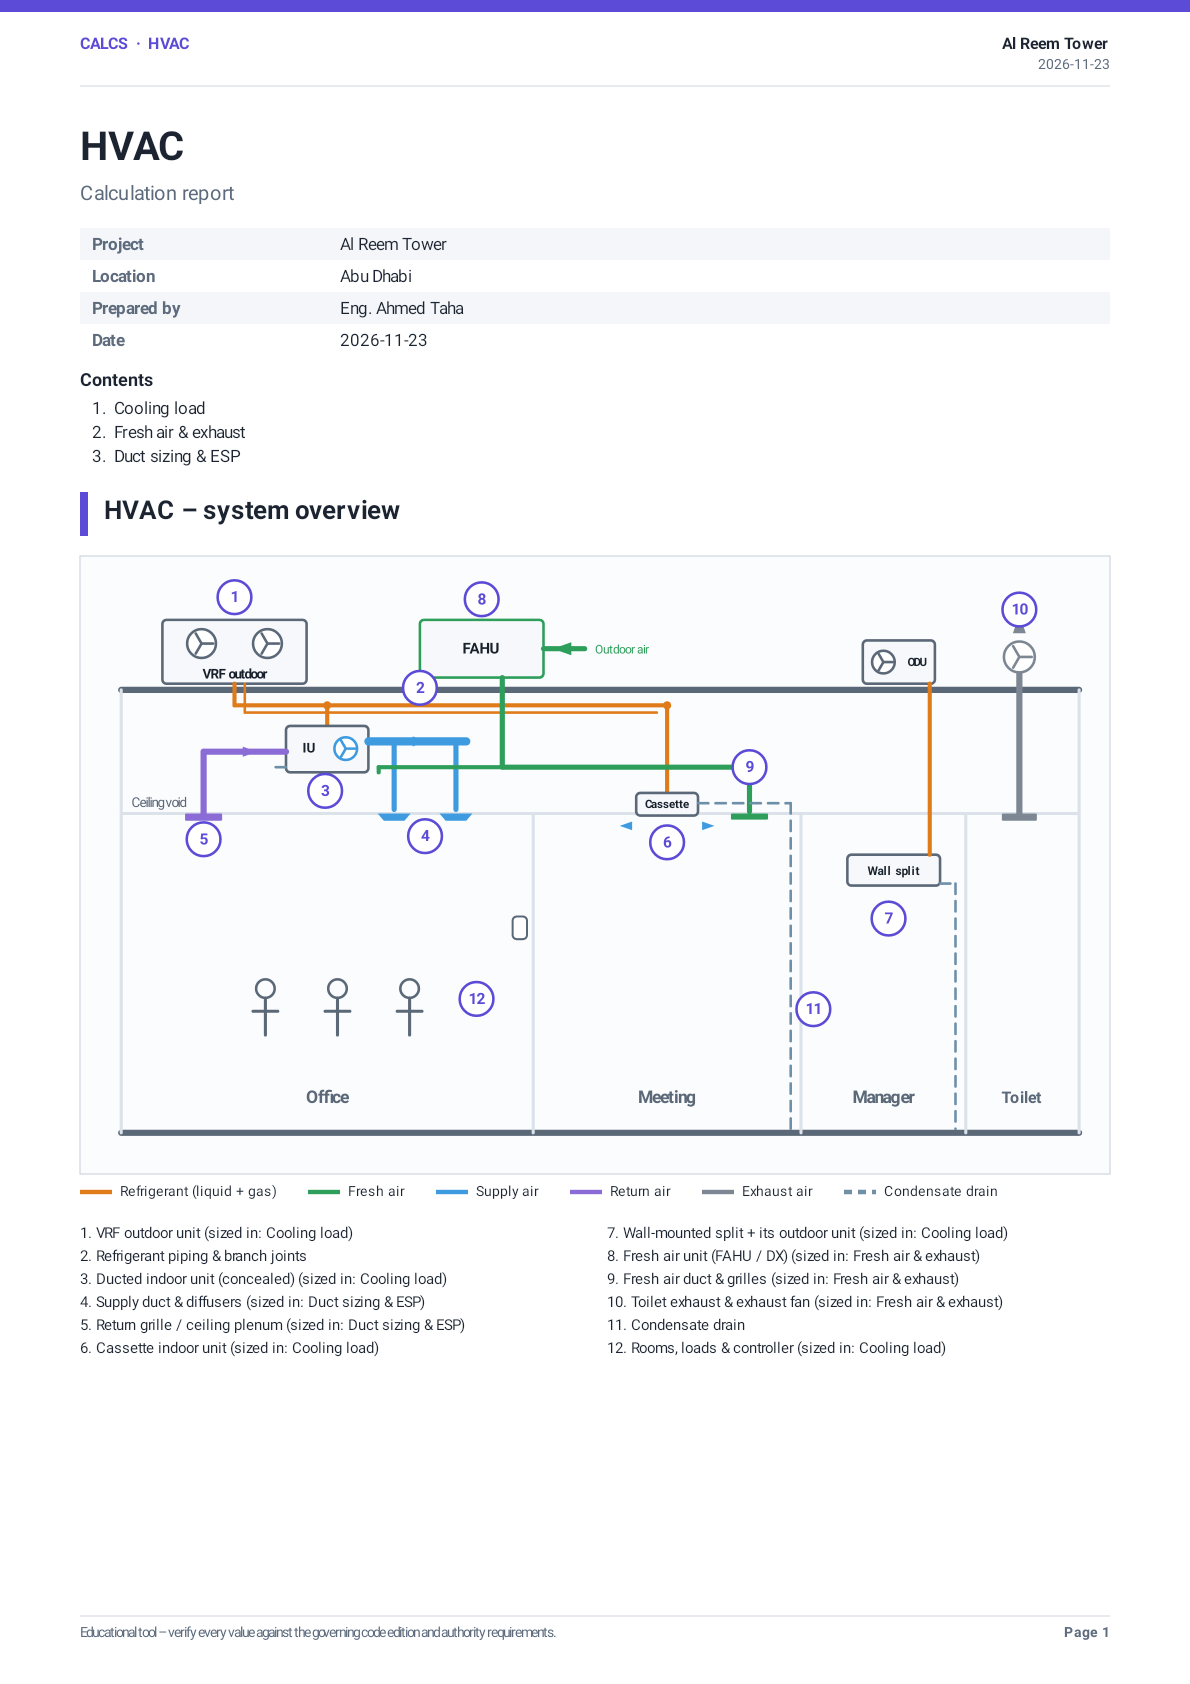 CALCS · HVAC
Al Reem Tower
2026-11-23
HVAC
Calculation report
Project Al Reem Tower
Location Abu Dhabi
Prepared by Eng. Ahmed Taha
Date 2026-11-23
Contents
1. Cooling load
2. Fresh air & exhaust
3. Duct sizing & ESP
HVAC – system overview
1
8
10
VRF outdoor
FAHU
Outdoor air
ODU
2
IU
3
9
Ceiling void
Cassette
5
4
6
Wall split
7
12
11
Office
Meeting
Manager
Toilet
Refrigerant (liquid + gas)
Fresh air
Supply air
Return air
Exhaust air
Condensate drain
1. VRF outdoor unit (sized in: Cooling load)
2. Refrigerant piping & branch joints
3. Ducted indoor unit (concealed) (sized in: Cooling load)
4. Supply duct & diffusers (sized in: Duct sizing & ESP)
5. Return grille / ceiling plenum (sized in: Duct sizing & ESP)
6. Cassette indoor unit (sized in: Cooling load)
7. Wall-mounted split + its outdoor unit (sized in: Cooling load)
8. Fresh air unit (FAHU / DX) (sized in: Fresh air & exhaust)
9. Fresh air duct & grilles (sized in: Fresh air & exhaust)
10. Toilet exhaust & exhaust fan (sized in: Fresh air & exhaust)
11. Condensate drain
12. Rooms, loads & controller (sized in: Cooling load)
Educational tool – verify every value against the governing code edition and authority requirements.
Page 1